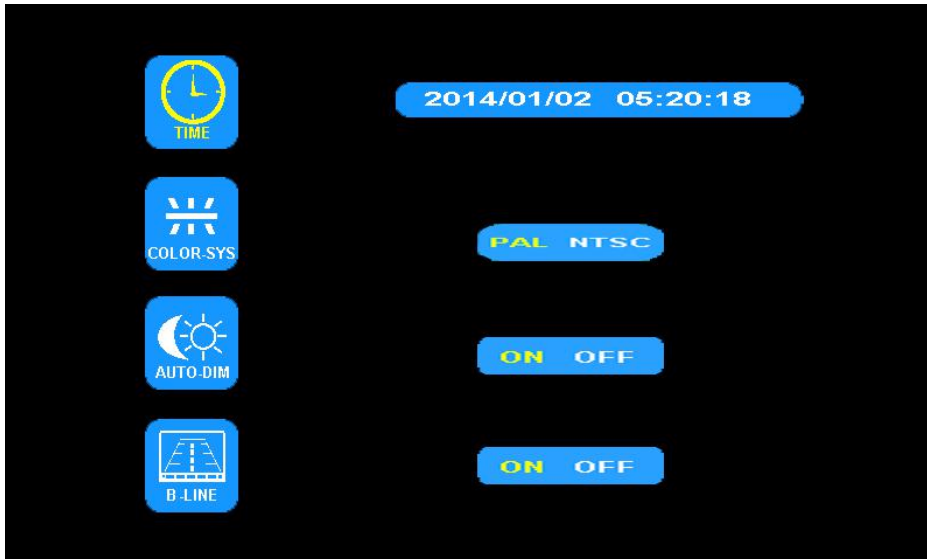 TIME
2014/01/02 05:20:18
COLOR-SYS
PAL NTSC
AUTO-DIM
ON OFF
B-LINE
ON OFF